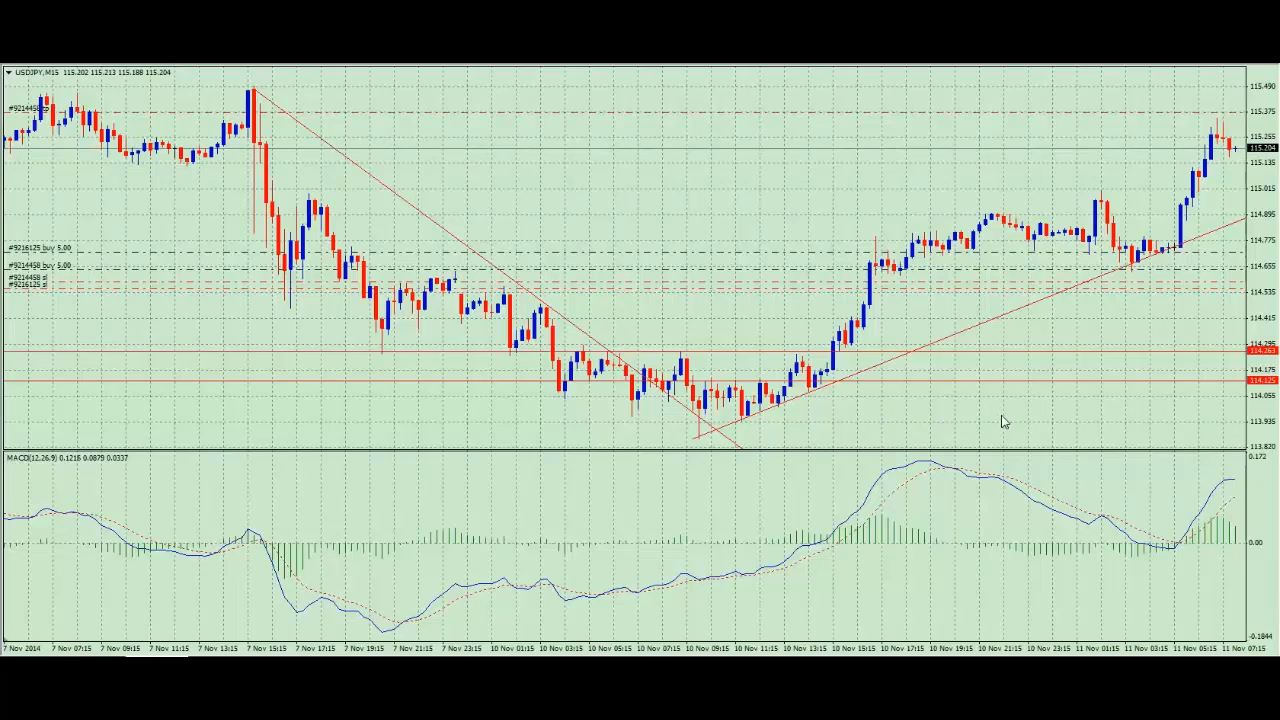 USDJPY,M15 115.202 115.213 115.188 115.204
115.490
#9214458 tp
115.375
115.255
115.204
115.135
115.015
114.895
#9216125 buy 5.00
114.775
#9214458 buy 5.00
114.655
#9214458 sl
#9216125 sl
114.535
114.415
114.295
114.263
114.175
114.125
114.055
113.935
113.820
MACD(12,26,9) 0.1216 0.0879 0.0337
0.172
0.00
-0.1844
7 Nov 2014 7 Nov 07:15 7 Nov 09:15 7 Nov 11:15 7 Nov 13:15 7 Nov 15:15 7 Nov 17:15 7 Nov 19:15 7 Nov 21:15 7 Nov 23:15 10 Nov 01:15 10 Nov 03:15 10 Nov 05:15 10 Nov 07:15 10 Nov 09:15 10 Nov 11:15 10 Nov 13:15 10 Nov 15:15 10 Nov 17:15 10 Nov 19:15 10 Nov 21:15 10 Nov 23:15 11 Nov 01:15 11 Nov 03:15 11 Nov 05:15 11 Nov 07:15